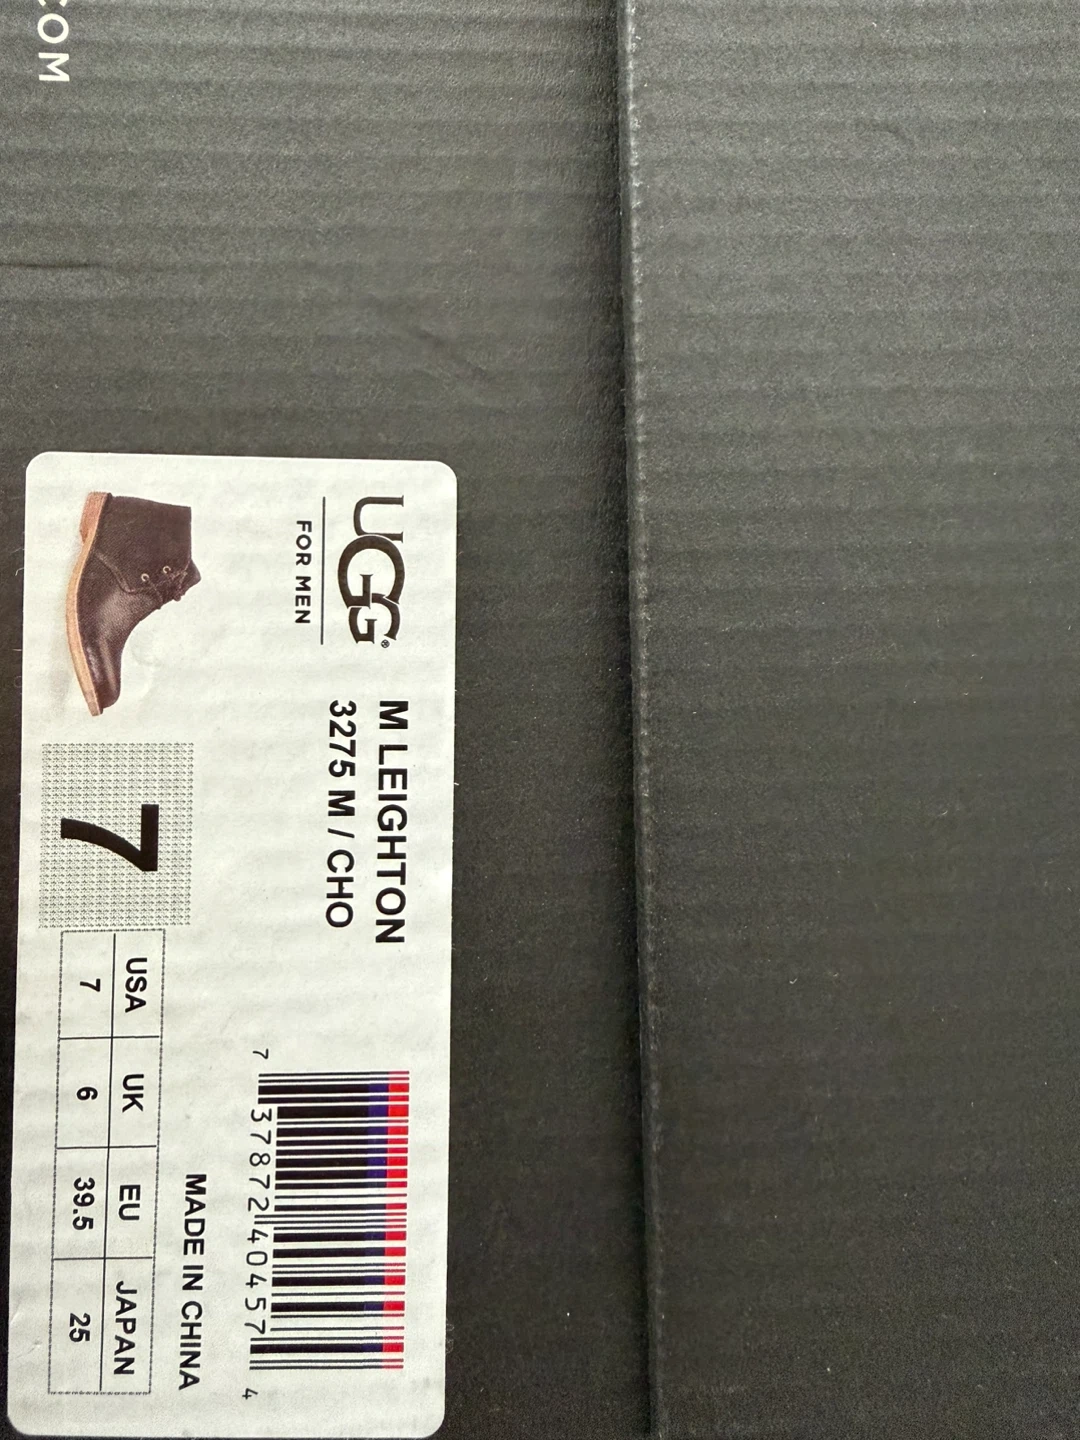 COM
UGG®
FOR MEN
M LEIGHTON
3275 M / CHO
7 37872 40457 4
MADE IN CHINA
7
USA UK EU JAPAN
7 6 39.5 25